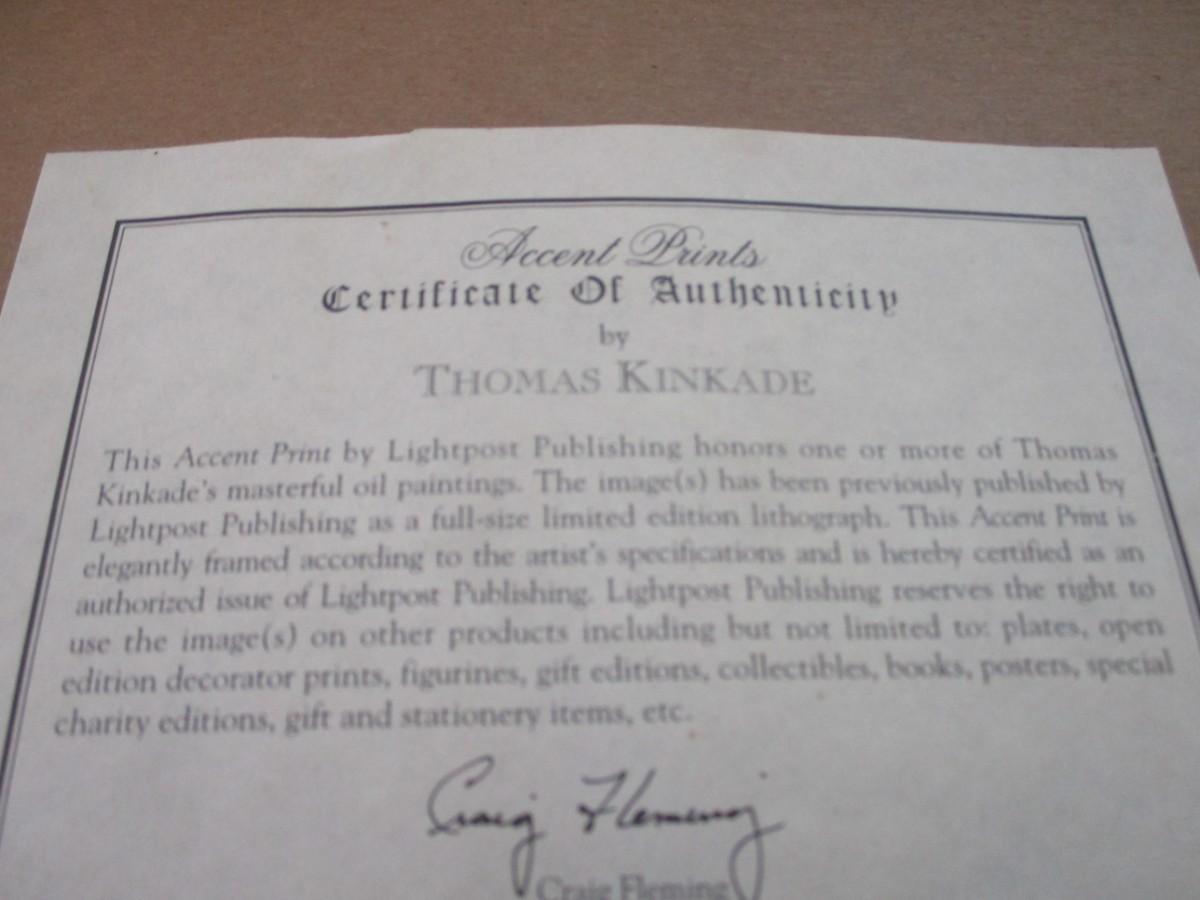 Accent Prints
Certificate Of Authenticity
by
THOMAS KINKADE
This Accent Print by Lightpost Publishing honors one or more of Thomas
Kinkade's masterful oil paintings. The image(s) has been previously published by
Lightpost Publishing as a full-size limited edition lithograph. This Accent Print is
elegantly framed according to the artist's specifications and is hereby certified as an
authorized issue of Lightpost Publishing. Lightpost Publishing reserves the right to
use the image(s) on other products including but not limited to: plates, open
edition decorator prints, figurines, gift editions, collectibles, books, posters, special
charity editions, gift and stationery items, etc.
Craig Fleming
Craig Fleming